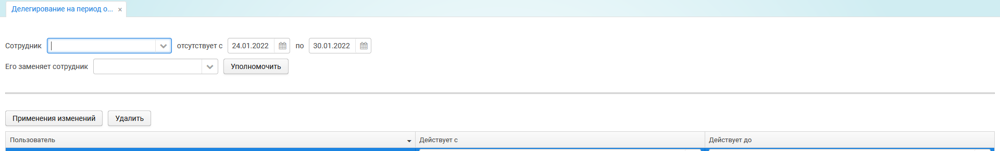 Делегирование на период о... ×
Сотрудник отсутствует с 24.01.2022 по 30.01.2022
Его заменяет сотрудник Уполномочить
Применения изменений Удалить
Пользователь Действует с Действует до